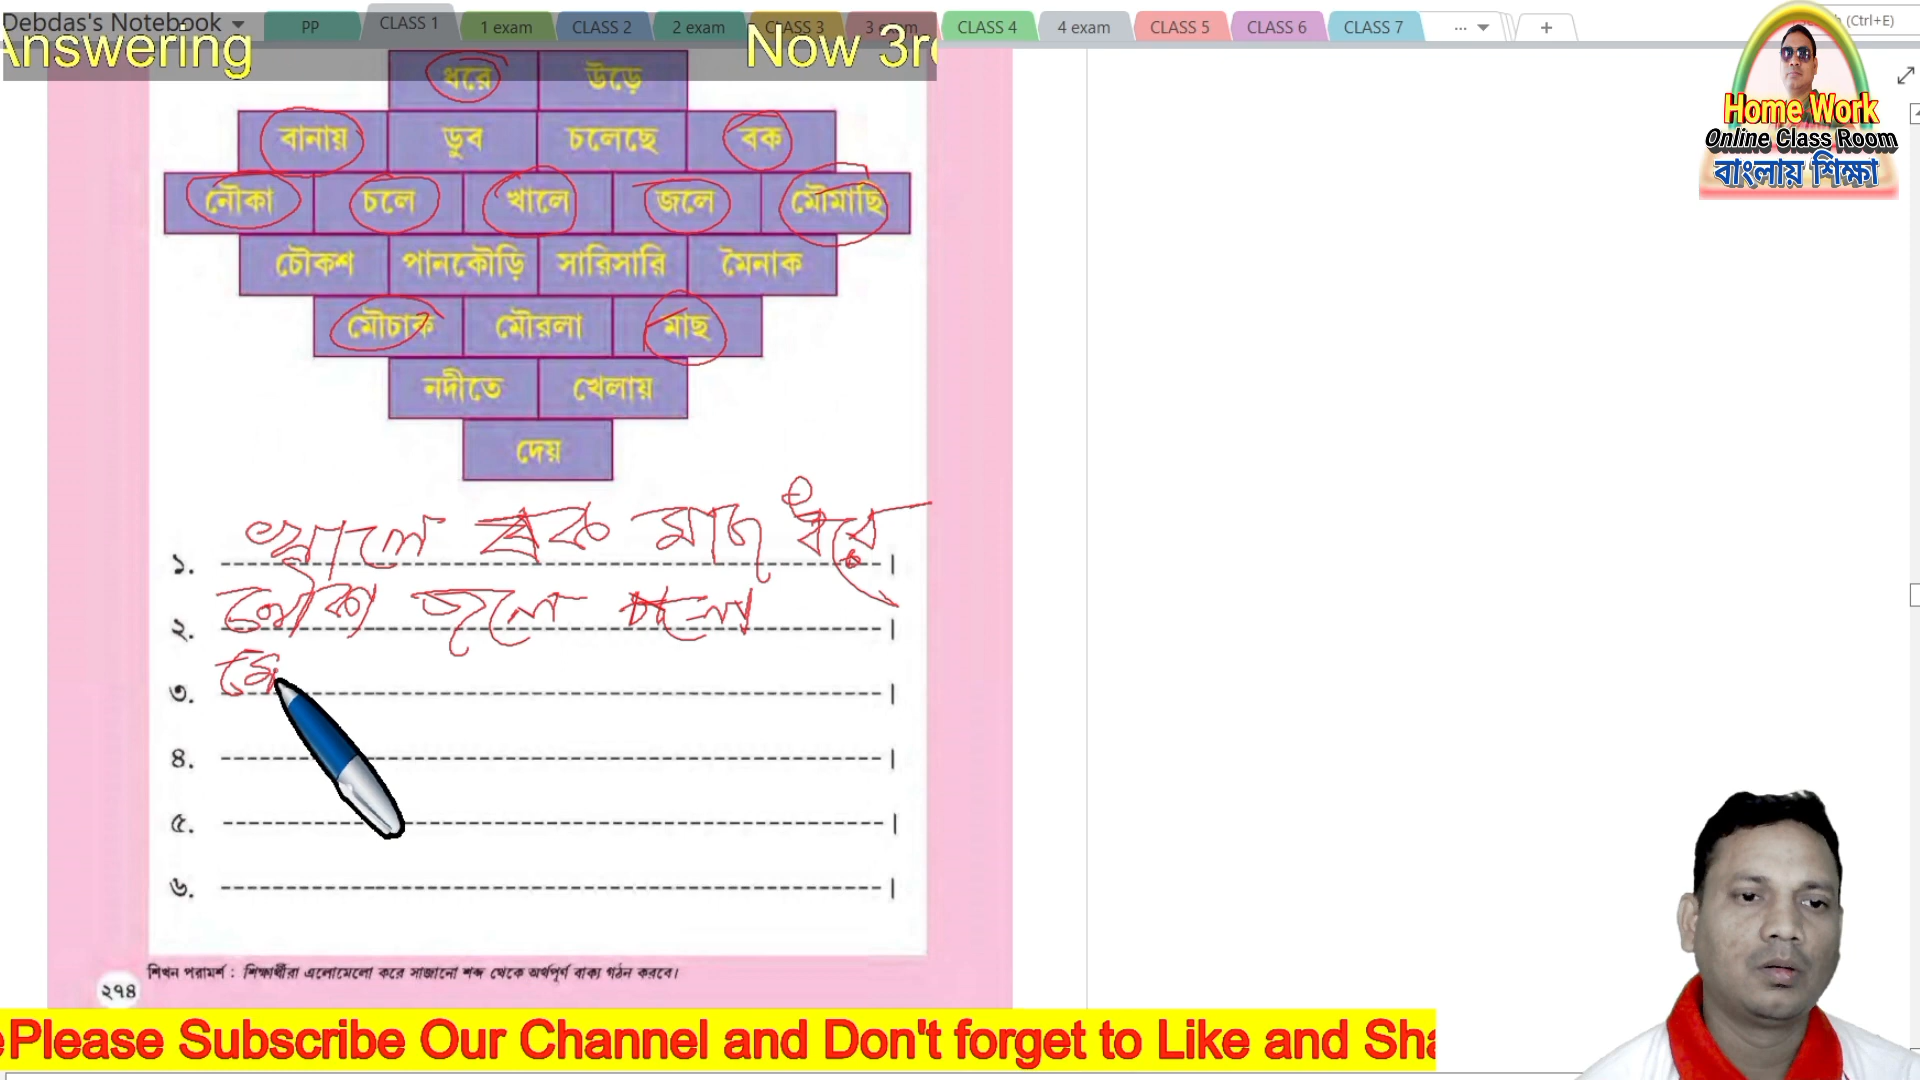 Debdas's Notebook
PP
CLASS 1
1 exam
CLASS 2
2 exam
CLASS 3
3 exam
CLASS 4
4 exam
CLASS 5
CLASS 6
CLASS 7
...
+
(Ctrl+E)
Answering
Now 3r
Home Work
Online Class Room
বাংলায় শিক্ষা
ধরে উড়ে
বানায় ডুব চলেছে বক
নৌকা চলে খালে জলে মৌমাছি
চৌকশ পানকৌড়ি সারিসারি মৈনাক
মৌচাক মৌরলা মাছ
নদীতে খেলায়
দেয়
১. খালে বক মাছ ধরে।
২. নৌকা জলে চলে।
৩. ।
৪. ।
৫. ।
৬. ।
শিখন পরামর্শ : শিক্ষার্থীরা এলোমেলো করে সাজানো শব্দ থেকে অর্থপূর্ণ বাক্য গঠন করবে।
২৭৪
Please Subscribe Our Channel and Don't forget to Like and Sha